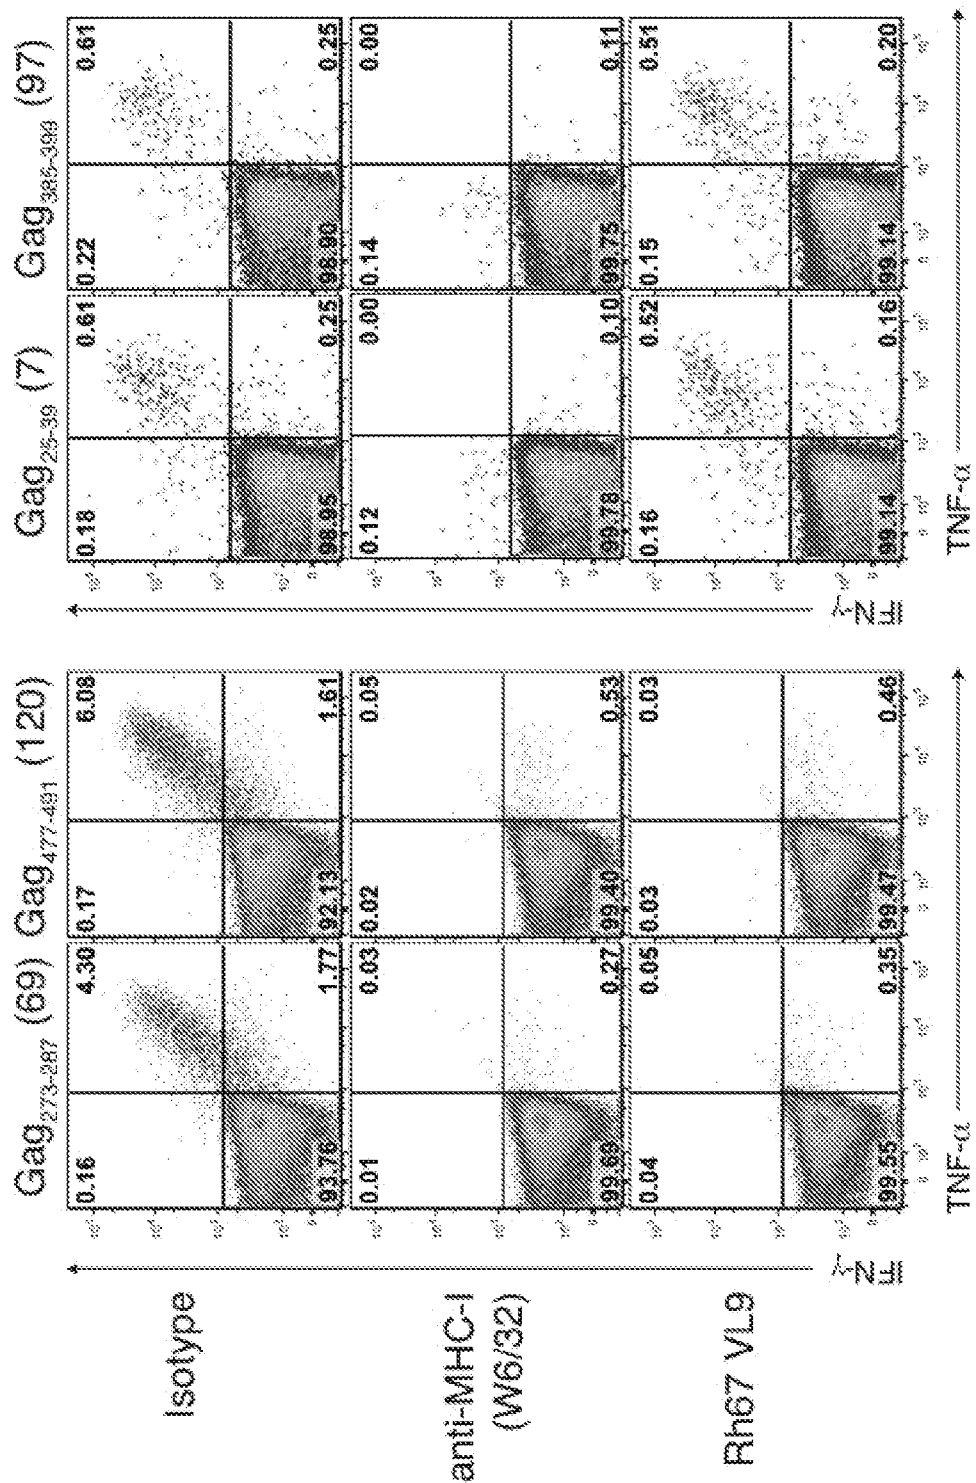 Gag273-287 (69) Gag477-491 (120) Gag25-39 (7) Gag385-399 (97)
Isotype
0.16 4.30 0.17 6.08 0.18 0.61 0.22 0.61
93.76 1.77 92.13 1.61 98.95 0.25 98.90 0.25
anti-MHC-I
(W6/32)
0.01 0.03 0.02 0.05 0.12 0.00 0.14 0.00
99.69 0.27 99.40 0.53 99.78 0.10 99.75 0.11
Rh67 VL9
0.04 0.05 0.03 0.03 0.16 0.52 0.15 0.51
99.55 0.35 99.47 0.46 99.14 0.16 99.14 0.20
IFN-γ IFN-γ
TNF-α TNF-α